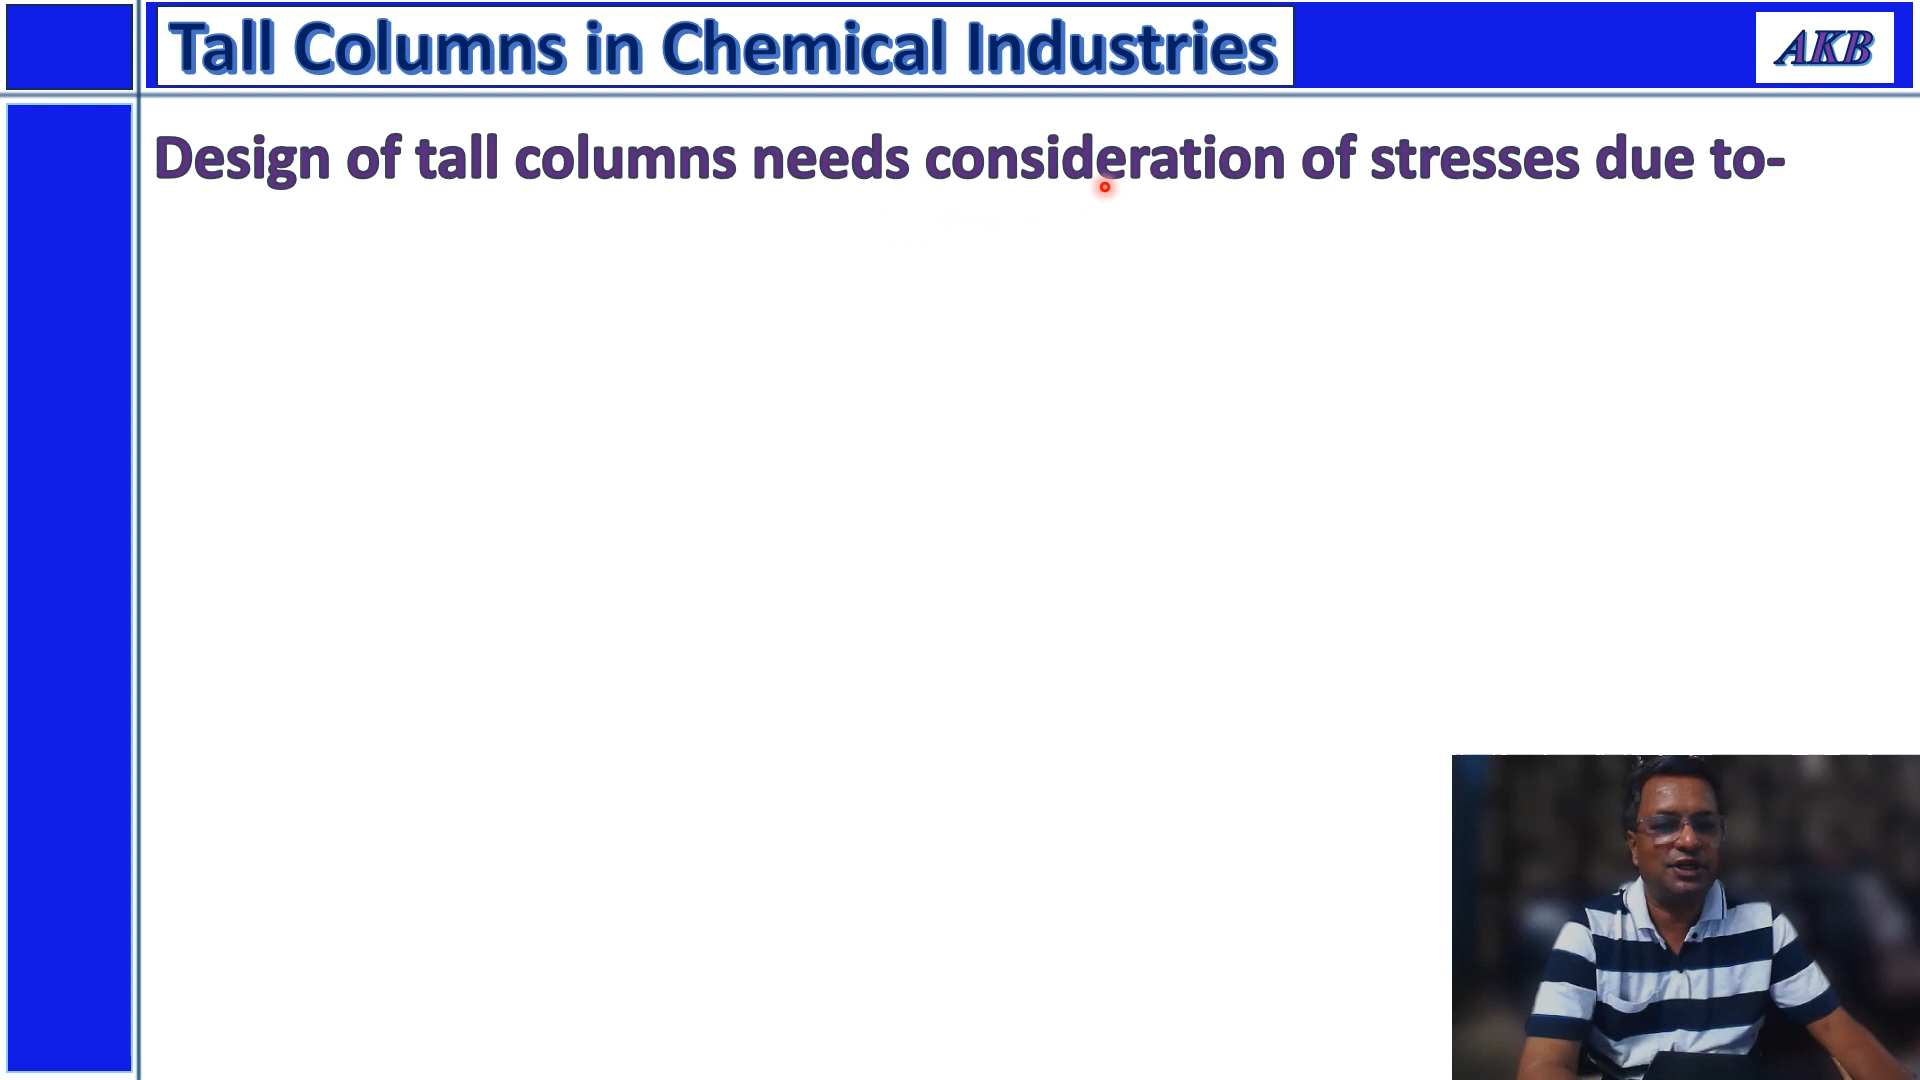 Tall Columns in Chemical Industries
AKB
Design of tall columns needs consideration of stresses due to-